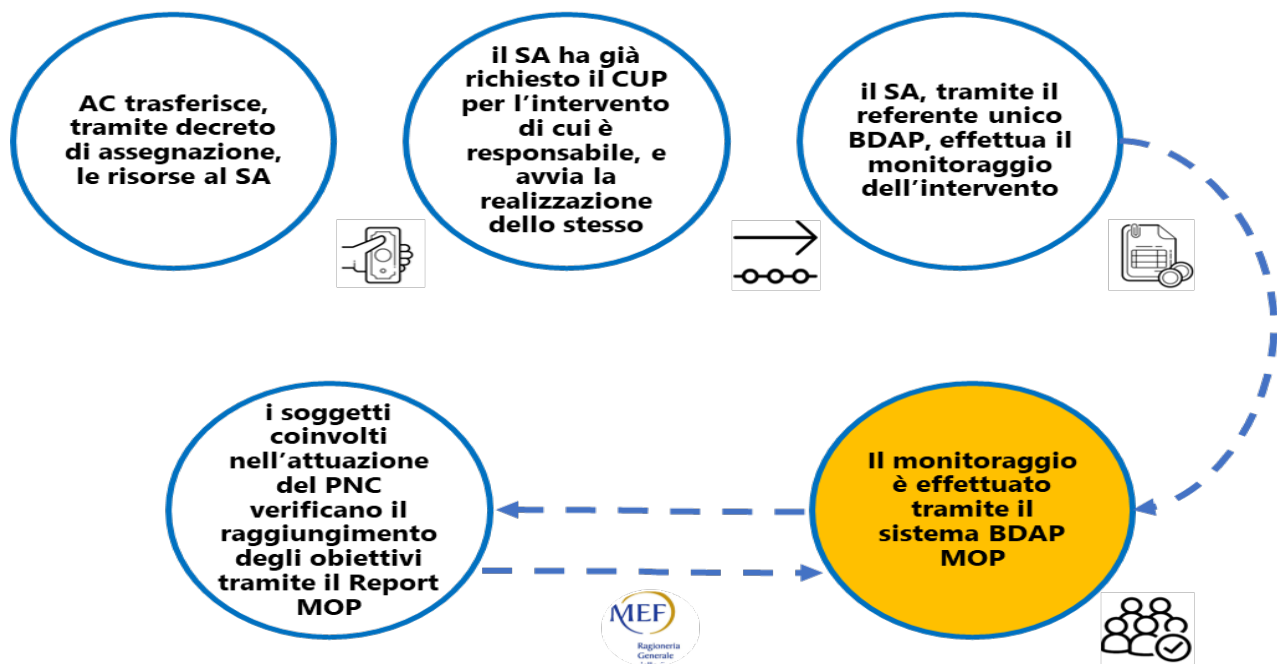 AC trasferisce,
tramite decreto
di assegnazione,
le risorse al SA
il SA ha già
richiesto il CUP
per l’intervento
di cui è
responsabile, e
avvia la
realizzazione
dello stesso
il SA, tramite il
referente unico
BDAP, effettua il
monitoraggio
dell’intervento
i soggetti
coinvolti
nell’attuazione
del PNC
verificano il
raggiungimento
degli obiettivi
tramite il Report
MOP
Il monitoraggio
è effettuato
tramite il
sistema BDAP
MOP
MEF
Ragioneria
Generale